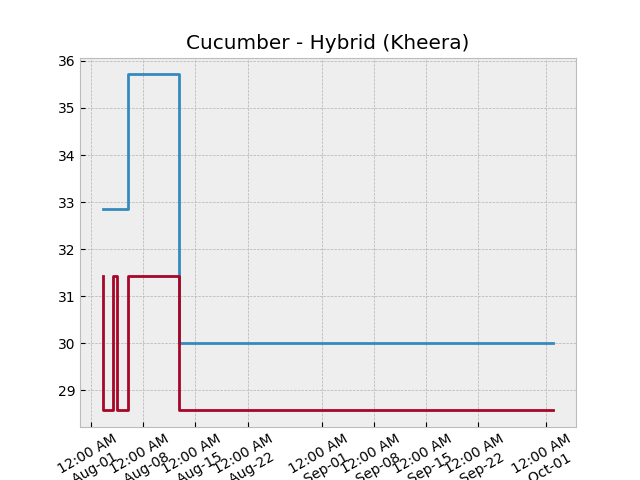 Cucumber - Hybrid (Kheera)
36
35
34
33
32
31
30
29
12:00 AM
Aug-01
12:00 AM
Aug-08
12:00 AM
Aug-15
12:00 AM
Aug-22
12:00 AM
Sep-01
12:00 AM
Sep-08
12:00 AM
Sep-15
12:00 AM
Sep-22
12:00 AM
Oct-01